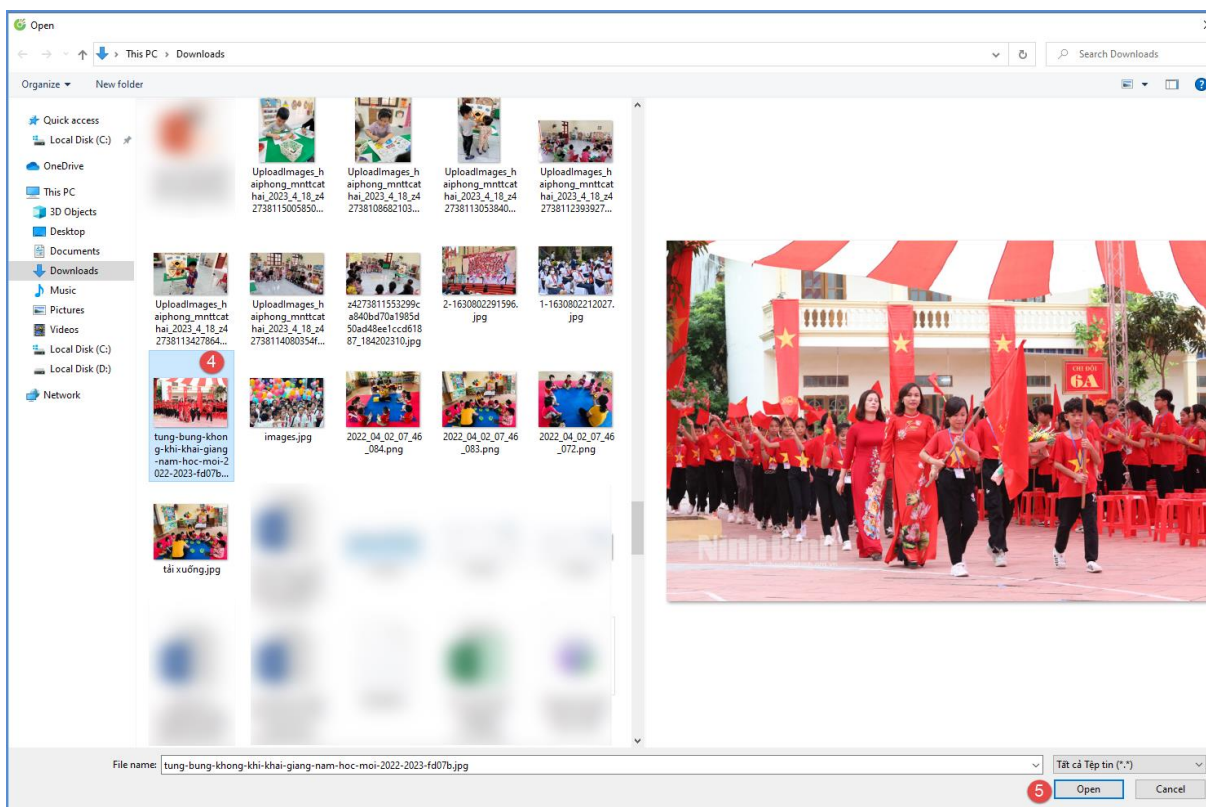 Open
This PC > Downloads
Search Downloads
Organize
New folder
Quick access
Local Disk (C:)
OneDrive
This PC
3D Objects
Desktop
Documents
Downloads
Music
Pictures
Videos
Local Disk (C:)
Local Disk (D:)
Network
UploadImages_h
aiphong_mnttcat
hai_2023_4_18_z4
2738115005850...
UploadImages_h
aiphong_mnttcat
hai_2023_4_18_z4
2738108682103...
UploadImages_h
aiphong_mnttcat
hai_2023_4_18_z4
2738113053840...
UploadImages_h
aiphong_mnttcat
hai_2023_4_18_z4
2738112393927...
UploadImages_h
aiphong_mnttcat
hai_2023_4_18_z4
2738113427864...
UploadImages_h
aiphong_mnttcat
hai_2023_4_18_z4
2738114080354f...
z4273811553299c
a840bd70a1985d
50ad48ee1ccd618
87_184202310.jpg
2-1630802291596.
jpg
1-1630802212027.
jpg
4
tung-bung-khon
g-khi-khai-giang
-nam-hoc-moi-2
022-2023-fd07b...
images.jpg
2022_04_02_07_46
_084.png
2022_04_02_07_46
_083.png
2022_04_02_07_46
_072.png
tải xuống.jpg
CHI ĐỘI
6A
Ninh Bình
File name:
tung-bung-khong-khi-khai-giang-nam-hoc-moi-2022-2023-fd07b.jpg
Tất cả Tệp tin (*.*)
5
Open
Cancel